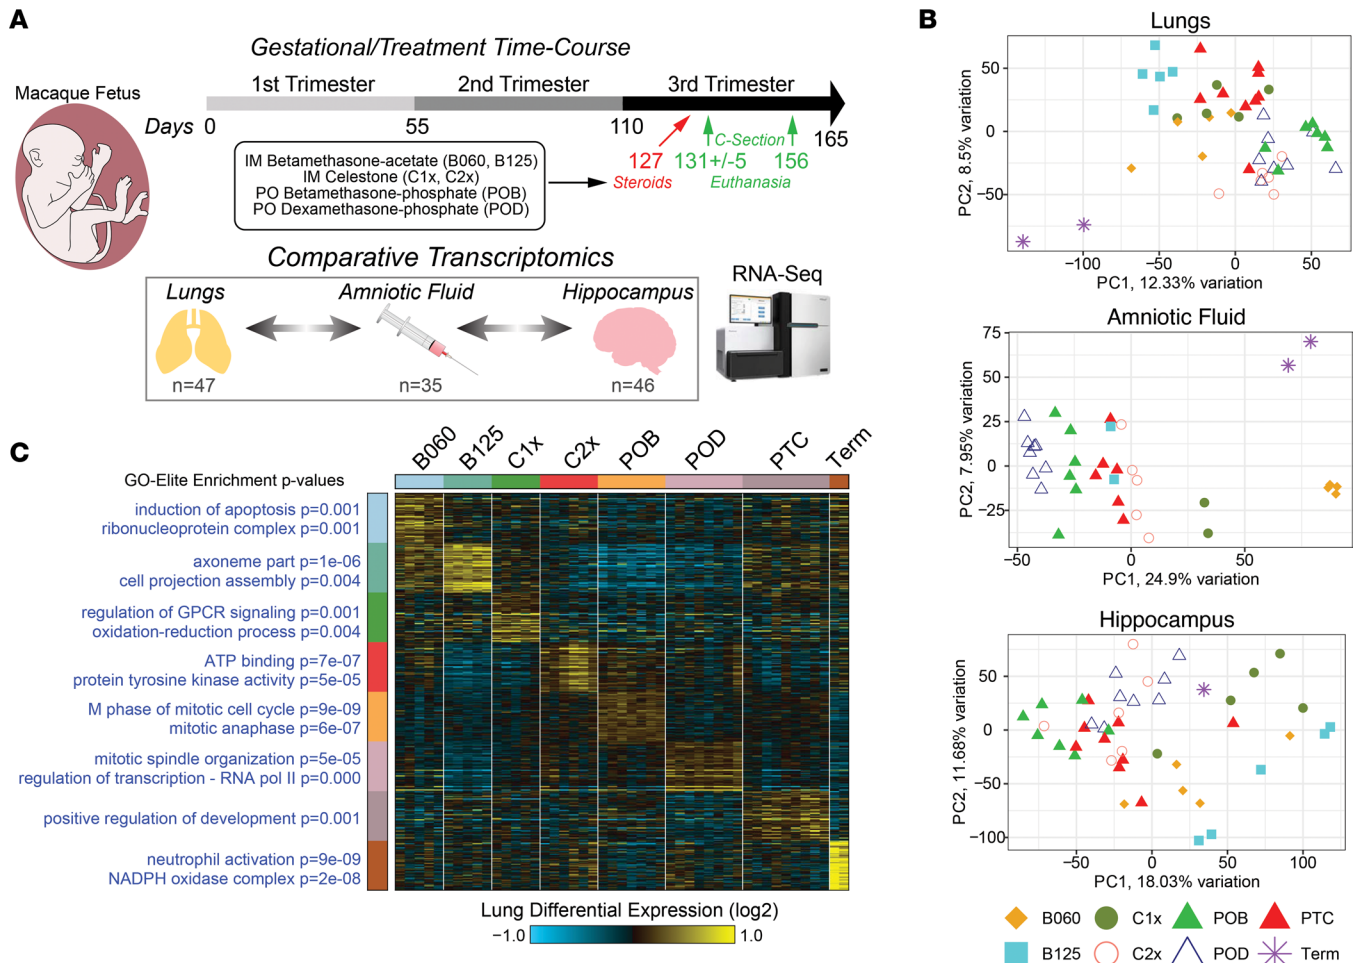 A
Gestational/Treatment Time-Course
Macaque Fetus
1st Trimester
2nd Trimester
3rd Trimester
Days
0
55
110
165
IM Betamethasone-acetate (B060, B125)
IM Celestone (C1x, C2x)
PO Betamethasone-phosphate (POB)
PO Dexamethasone-phosphate (POD)
127
Steroids
C-Section
131+/-5
156
Euthanasia
Comparative Transcriptomics
Lungs
Amniotic Fluid
Hippocampus
n=47
n=35
n=46
RNA-Seq
B
Lungs
PC2, 8.5% variation
50
0
−50
−100
−50
0
50
PC1, 12.33% variation
Amniotic Fluid
PC2, 7.95% variation
75
50
25
0
−25
−50
0
50
PC1, 24.9% variation
Hippocampus
PC2, 11.68% variation
50
0
−50
−100
−50
0
50
100
PC1, 18.03% variation
B060
C1x
POB
PTC
B125
C2x
POD
Term
C
B060
B125
C1x
C2x
POB
POD
PTC
Term
GO-Elite Enrichment p-values
induction of apoptosis p=0.001
ribonucleoprotein complex p=0.001
axoneme part p=1e-06
cell projection assembly p=0.004
regulation of GPCR signaling p=0.001
oxidation-reduction process p=0.004
ATP binding p=7e-07
protein tyrosine kinase activity p=5e-05
M phase of mitotic cell cycle p=9e-09
mitotic anaphase p=6e-07
mitotic spindle organization p=5e-05
regulation of transcription - RNA pol II p=0.000
positive regulation of development p=0.001
neutrophil activation p=9e-09
NADPH oxidase complex p=2e-08
Lung Differential Expression (log2)
−1.0
1.0